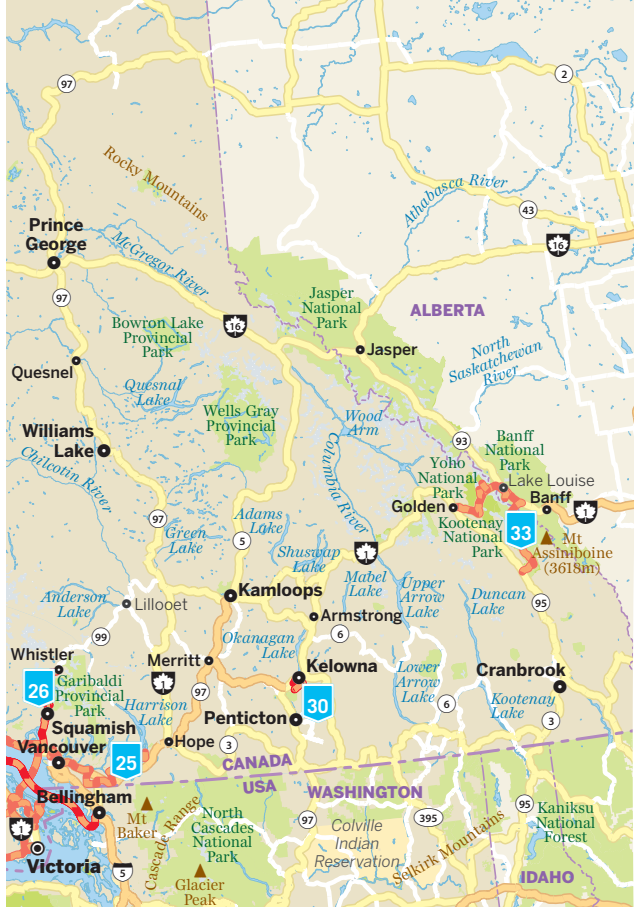 97
2
Rocky Mountains
Athabasca River
43
16
Prince
George
McGregor River
97
16
Jasper
National
Park
ALBERTA
Bowron Lake
Provincial
Park
Jasper
North
Saskatchewan
River
Quesnel
Quesnal
Lake
Wells Gray
Provincial
Park
Wood
Arm
Williams
Lake
93
Banff
National
Park
Columbia River
Yoho
National
Park
Lake Louise
Chilcotin River
Banff
1
Golden
97
Adams
Lake
Green
Lake
5
Kootenay
National
Park
33
Mt
Assiniboine
(3618m)
Shuswap
Lake
1
Mabel
Lake
Upper
Arrow
Lake
Duncan
Lake
Anderson
Lake
Lillooet
Kamloops
95
Armstrong
99
6
Okanagan
Lake
Whistler
Merritt
Kelowna
Lower
Arrow
Lake
Cranbrook
26
Garibaldi
Provincial
Park
1
97
Harrison
Lake
30
6
Kootenay
Lake
Squamish
Penticton
3
Vancouver
Hope
3
25
CANADA
USA
WASHINGTON
Bellingham
Mt
Baker
Cascade Range
North
Cascades
National
Park
97
Colville
Indian
Reservation
395
Selkirk Mountains
95
Kaniksu
National
Forest
1
Victoria
5
Glacier
Peak
IDAHO